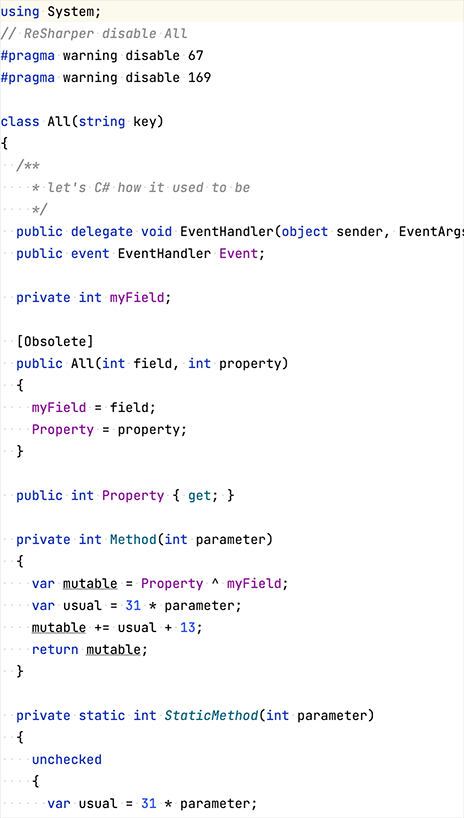 using System;
// ReSharper disable All
#pragma warning disable 67
#pragma warning disable 169
class All(string key)
{
/**
* let's C# how it used to be
*/
public delegate void EventHandler(object sender, EventArgs
public event EventHandler Event;
private int myField;
[Obsolete]
public All(int field, int property)
{
myField = field;
Property = property;
}
public int Property { get; }
private int Method(int parameter)
{
var mutable = Property ^ myField;
var usual = 31 * parameter;
mutable += usual + 13;
return mutable;
}
private static int StaticMethod(int parameter)
{
unchecked
{
var usual = 31 * parameter;